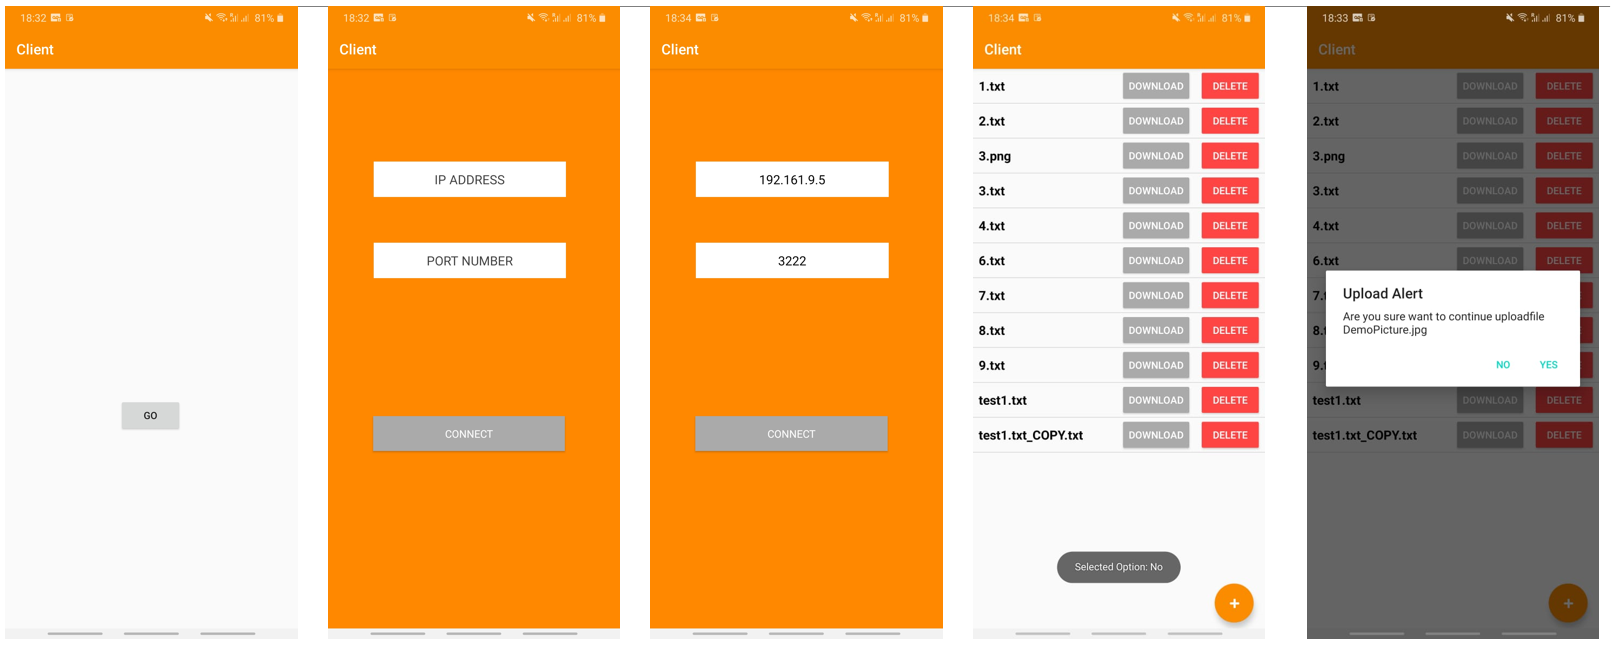 18:32
81%
Client
GO
18:32
81%
Client
IP ADDRESS
PORT NUMBER
CONNECT
18:34
81%
Client
192.161.9.5
3222
CONNECT
18:34
81%
Client
1.txt DOWNLOAD DELETE
2.txt DOWNLOAD DELETE
3.png DOWNLOAD DELETE
3.txt DOWNLOAD DELETE
4.txt DOWNLOAD DELETE
6.txt DOWNLOAD DELETE
7.txt DOWNLOAD DELETE
8.txt DOWNLOAD DELETE
9.txt DOWNLOAD DELETE
test1.txt DOWNLOAD DELETE
test1.txt_COPY.txt DOWNLOAD DELETE
Selected Option: No
+
18:33
81%
Client
1.txt DOWNLOAD DELETE
2.txt DOWNLOAD DELETE
3.png DOWNLOAD DELETE
3.txt DOWNLOAD DELETE
4.txt DOWNLOAD DELETE
6.txt DOWNLOAD DELETE
Upload Alert
Are you sure want to continue uploadfile
DemoPicture.jpg
NO YES
test1.txt DOWNLOAD DELETE
test1.txt_COPY.txt DOWNLOAD DELETE
+